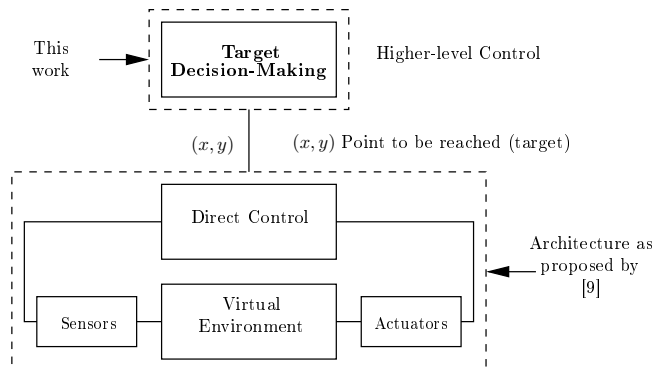 This
work
Target
Decision-Making
Higher-level Control
(x, y)
(x, y) Point to be reached (target)
Direct Control
Architecture as
proposed by
[9]
Sensors
Virtual
Environment
Actuators